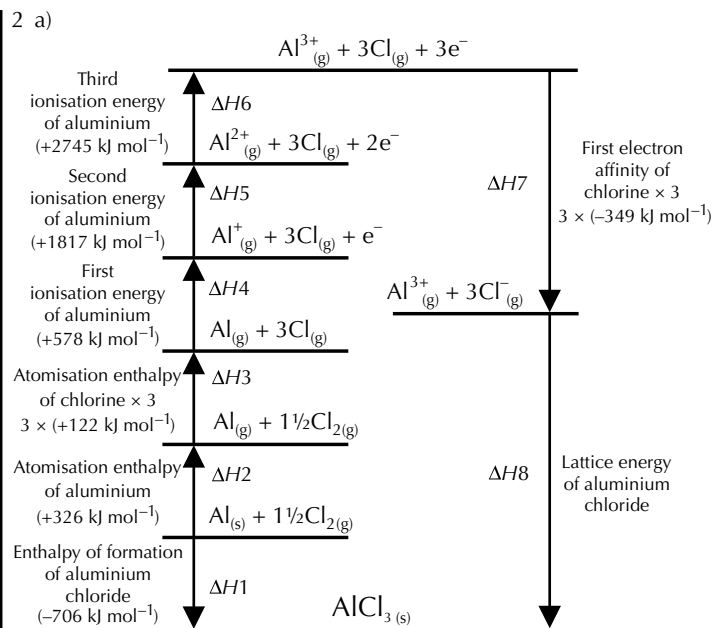 2 a)
Al³⁺(g) + 3Cl(g) + 3e⁻
Third
ionisation energy
of aluminium
(+2745 kJ mol⁻¹)
ΔH6
Al²⁺(g) + 3Cl(g) + 2e⁻
Second
ionisation energy
of aluminium
(+1817 kJ mol⁻¹)
ΔH5
Al⁺(g) + 3Cl(g) + e⁻
First
ionisation energy
of aluminium
(+578 kJ mol⁻¹)
ΔH4
Al(g) + 3Cl(g)
Atomisation enthalpy
of chlorine × 3
3 × (+122 kJ mol⁻¹)
ΔH3
Al(g) + 1½Cl₂(g)
Atomisation enthalpy
of aluminium
(+326 kJ mol⁻¹)
ΔH2
Al(s) + 1½Cl₂(g)
Enthalpy of formation
of aluminium
chloride
(–706 kJ mol⁻¹)
ΔH1
AlCl₃ (s)
ΔH7
First electron
affinity of
chlorine × 3
3 × (–349 kJ mol⁻¹)
Al³⁺(g) + 3Cl⁻(g)
ΔH8
Lattice energy
of aluminium
chloride